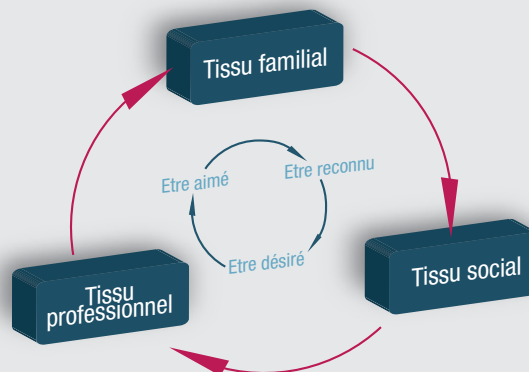 Tissu familial
Etre aimé
Etre reconnu
Etre désiré
Tissu
professionnel
Tissu social